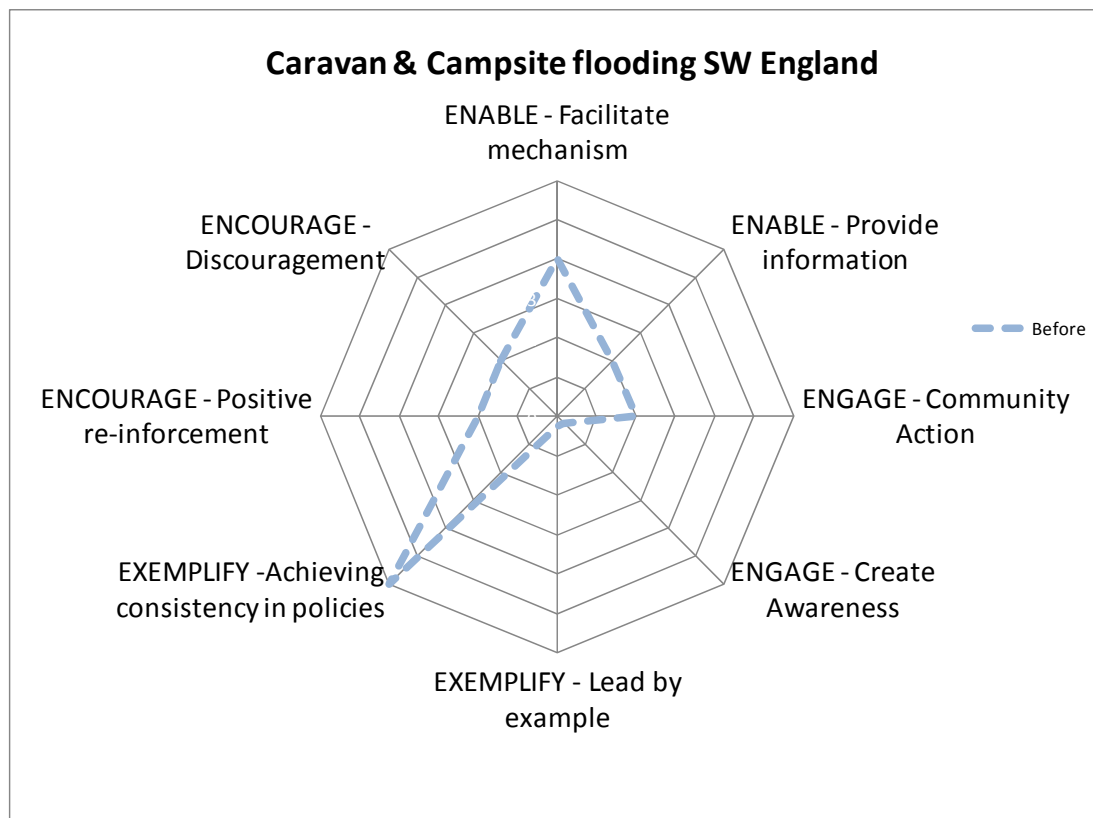 Caravan & Campsite flooding SW England
ENABLE - Facilitate
mechanism
ENABLE - Provide
information
ENGAGE - Community
Action
ENGAGE - Create
Awareness
EXEMPLIFY - Lead by
example
EXEMPLIFY -Achieving
consistency in policies
ENCOURAGE - Positive
re-inforcement
ENCOURAGE -
Discouragement
Before